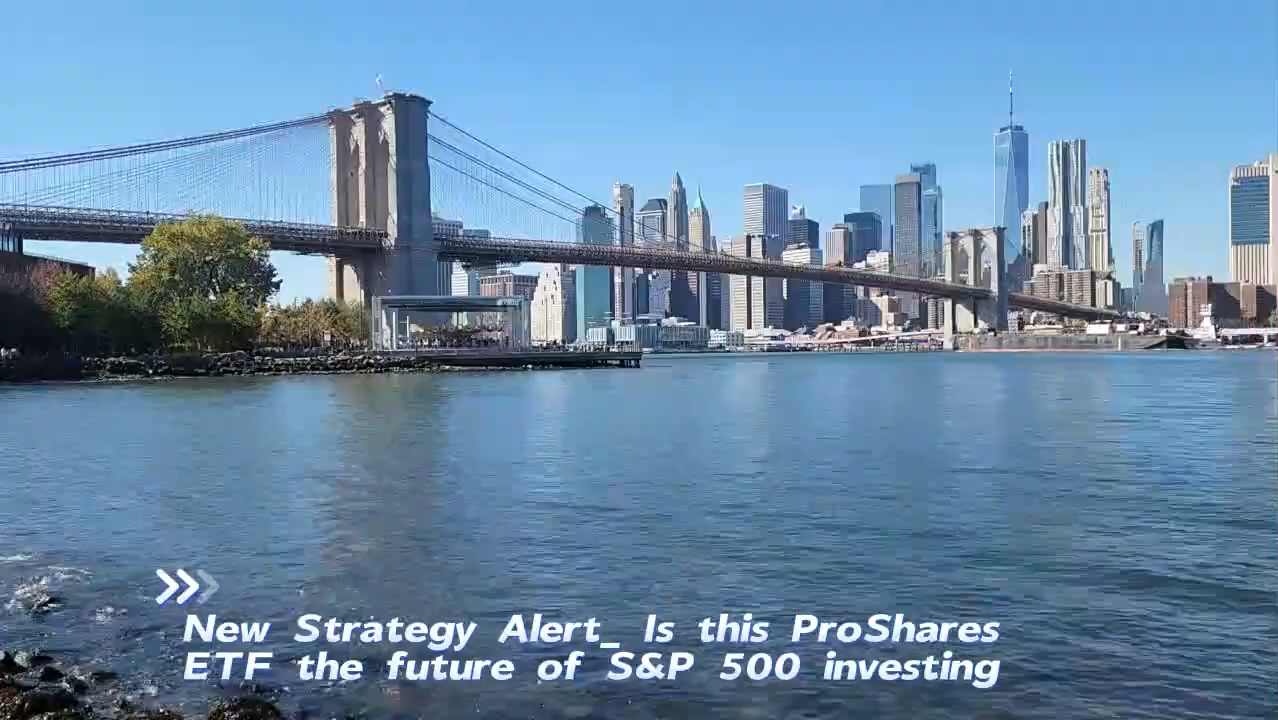 New Strategy Alert_ Is this ProShares
ETF the future of S&P 500 investing